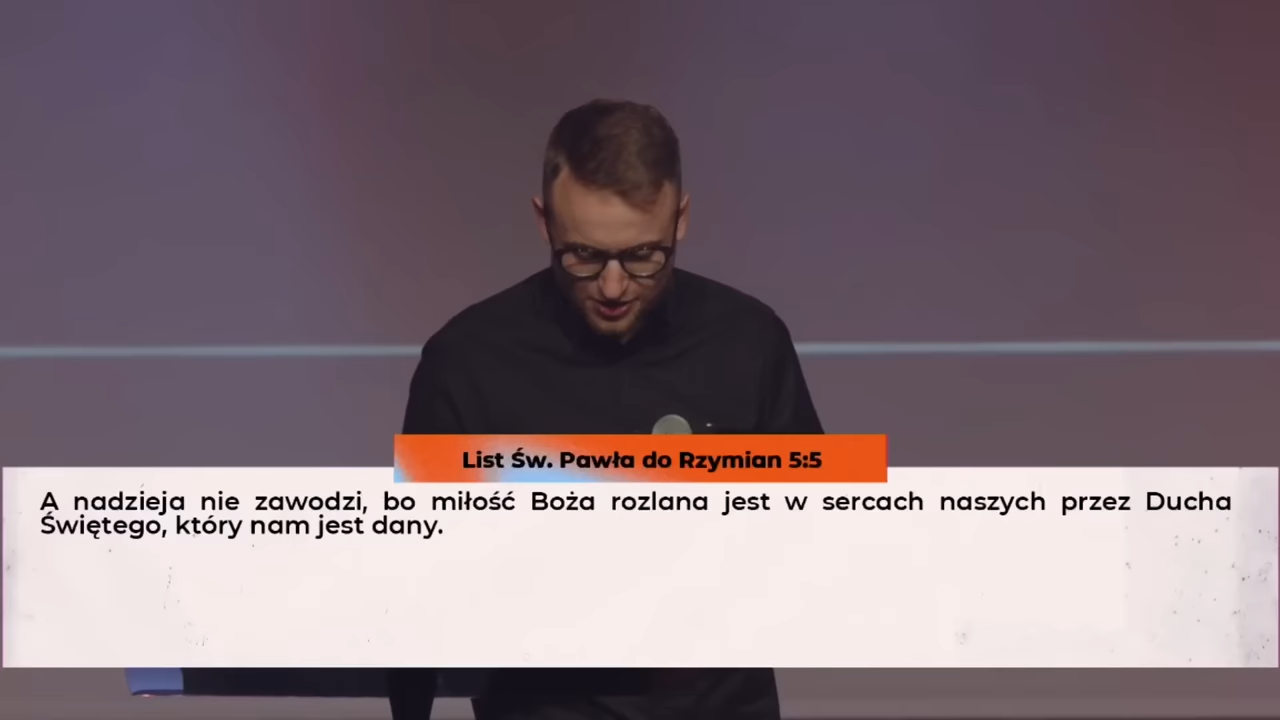 List Św. Pawła do Rzymian 5:5
A nadzieja nie zawodzi, bo miłość Boża rozlana jest w sercach naszych przez Ducha
Świętego, który nam jest dany.